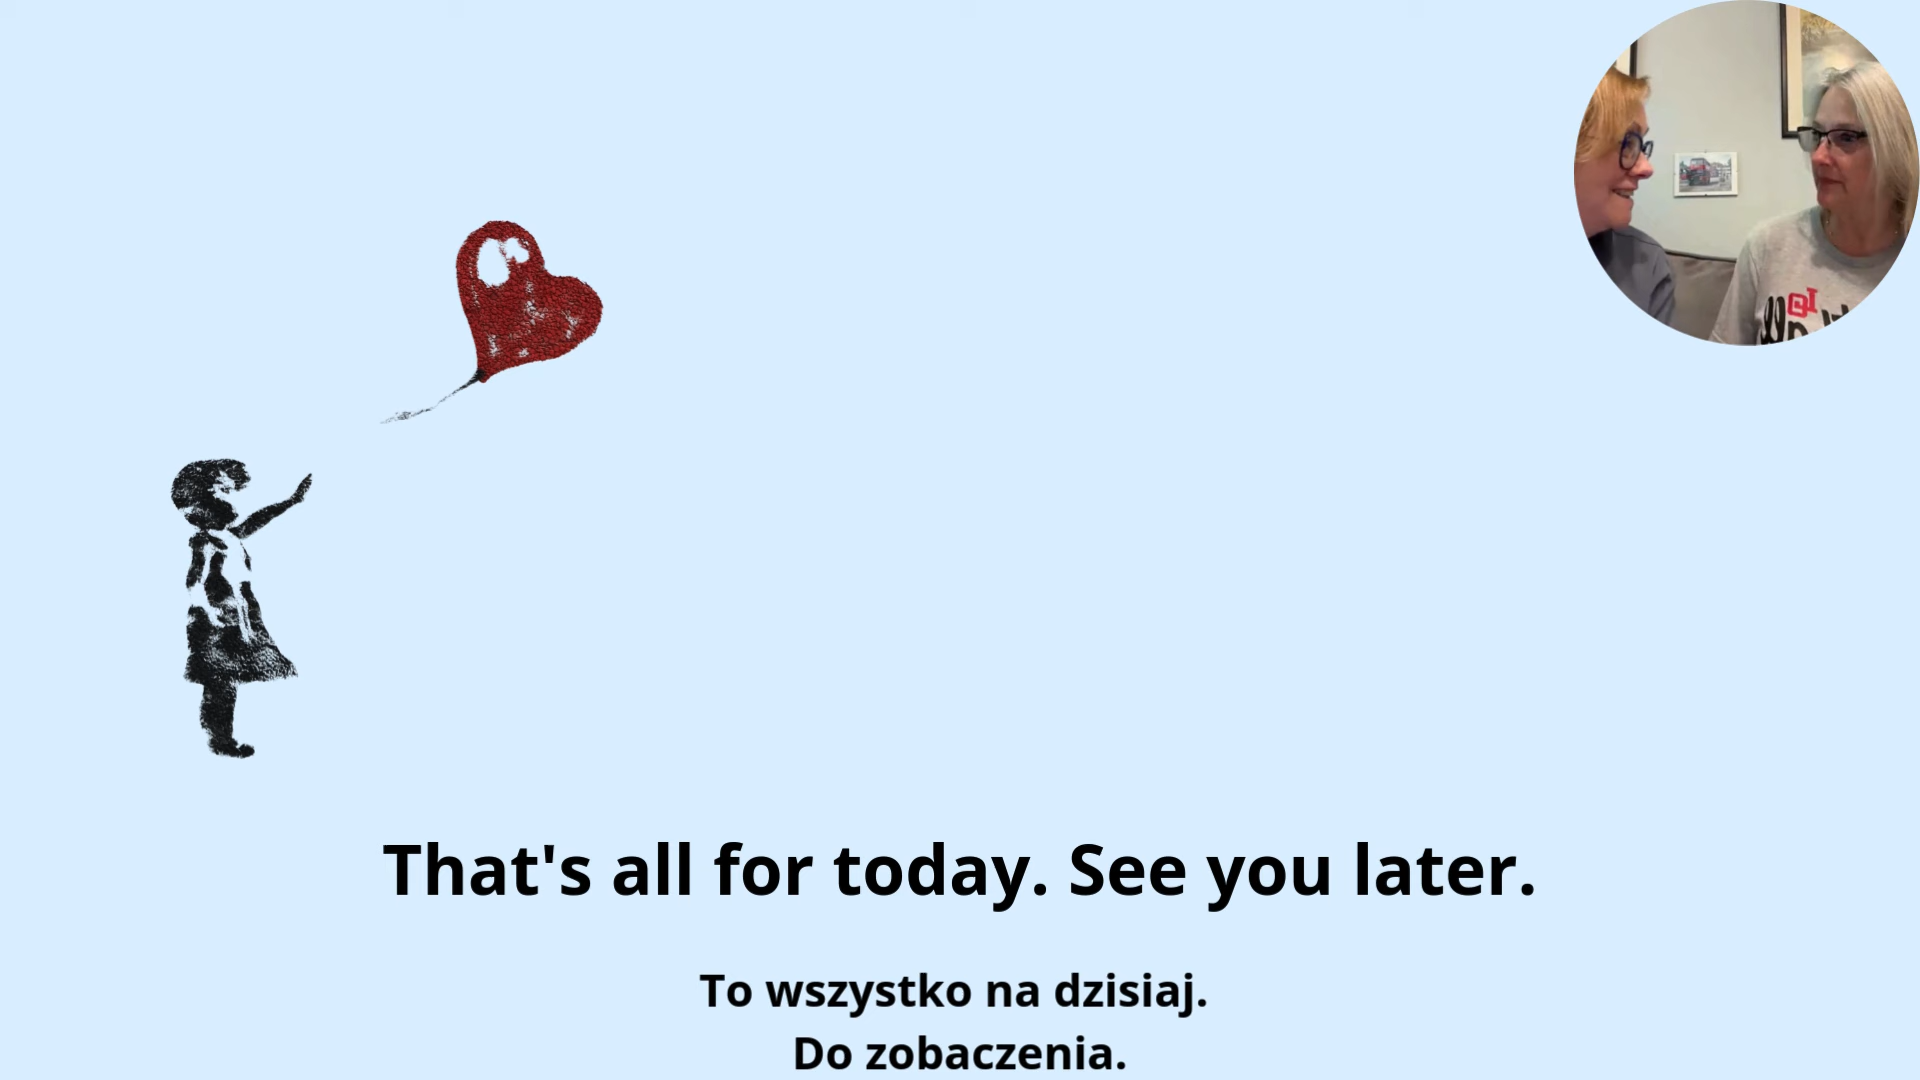 That's all for today. See you later.
To wszystko na dzisiaj.
Do zobaczenia.